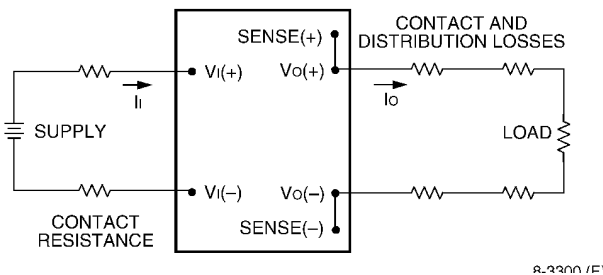 CONTACT AND
DISTRIBUTION LOSSES
SENSE(+)
VI(+)
VO(+)
II
IO
SUPPLY
LOAD
VI(–)
VO(–)
CONTACT
RESISTANCE
SENSE(–)